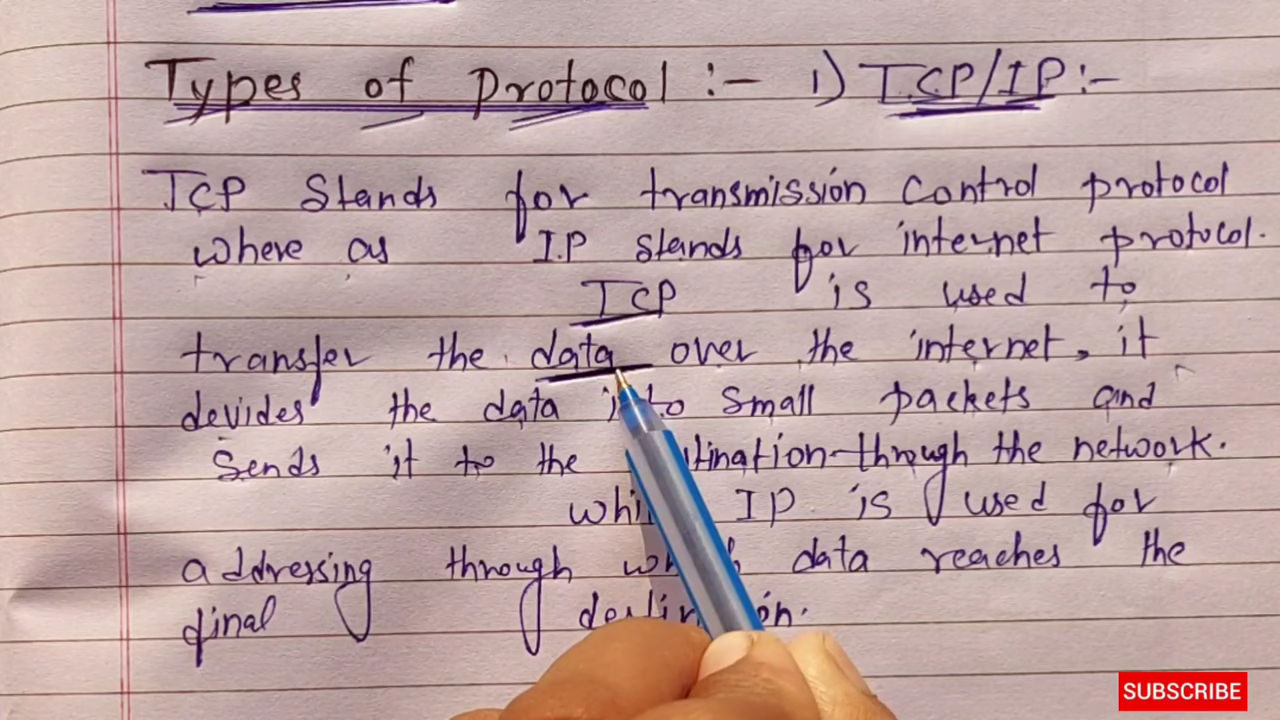 Types of Protocol :- 1) TCP/IP :-
TCP Stands for transmission Control protocol
where as I.P stands for internet protocol.
TCP is used to
transfer the data over the internet, it
devides the data into small packets and
Sends it to the through the network.
IP is used for
addressing through data reaches the
final
SUBSCRIBE